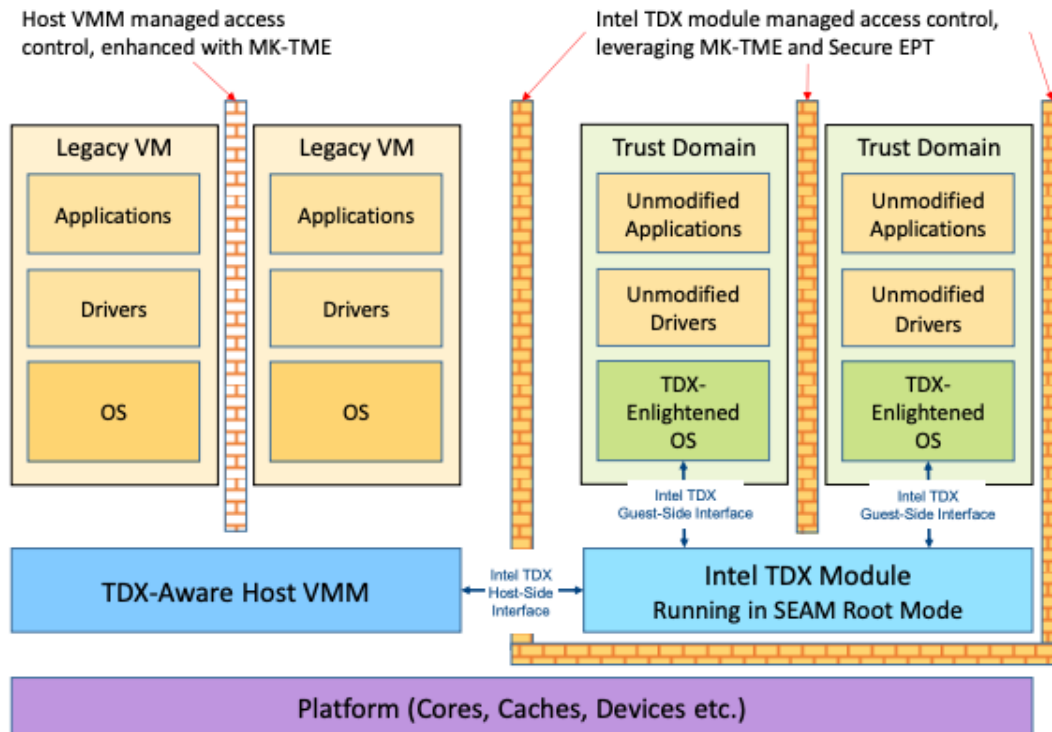 Host VMM managed access
control, enhanced with MK-TME
Intel TDX module managed access control,
leveraging MK-TME and Secure EPT
Legacy VM
Applications
Drivers
OS
Legacy VM
Applications
Drivers
OS
Trust Domain
Unmodified
Applications
Unmodified
Drivers
TDX-
Enlightened
OS
Trust Domain
Unmodified
Applications
Unmodified
Drivers
TDX-
Enlightened
OS
Intel TDX
Guest-Side Interface
Intel TDX
Guest-Side Interface
TDX-Aware Host VMM
Intel TDX
Host-Side
Interface
Intel TDX Module
Running in SEAM Root Mode
Platform (Cores, Caches, Devices etc.)